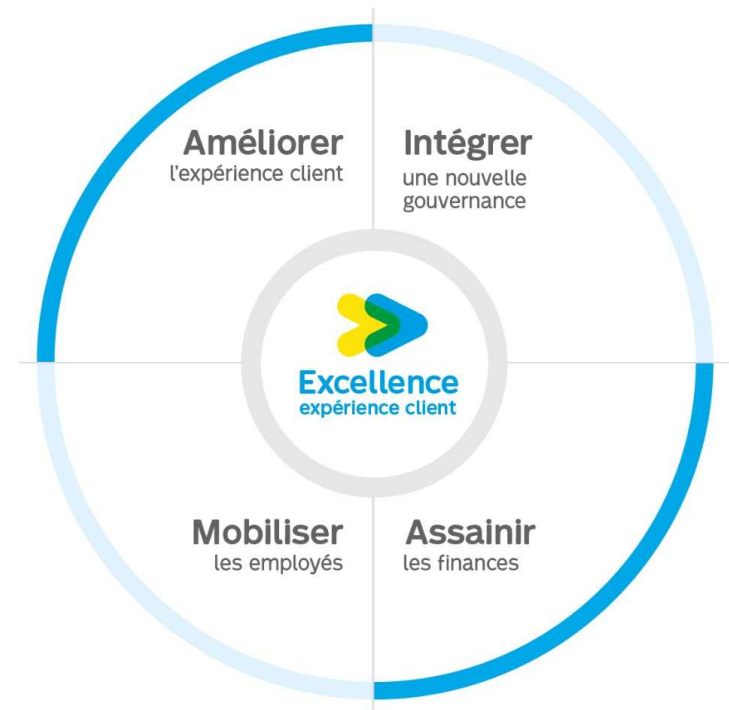 Améliorer
l'expérience client
Intégrer
une nouvelle
gouvernance
Excellence
expérience client
Mobiliser
les employés
Assainir
les finances